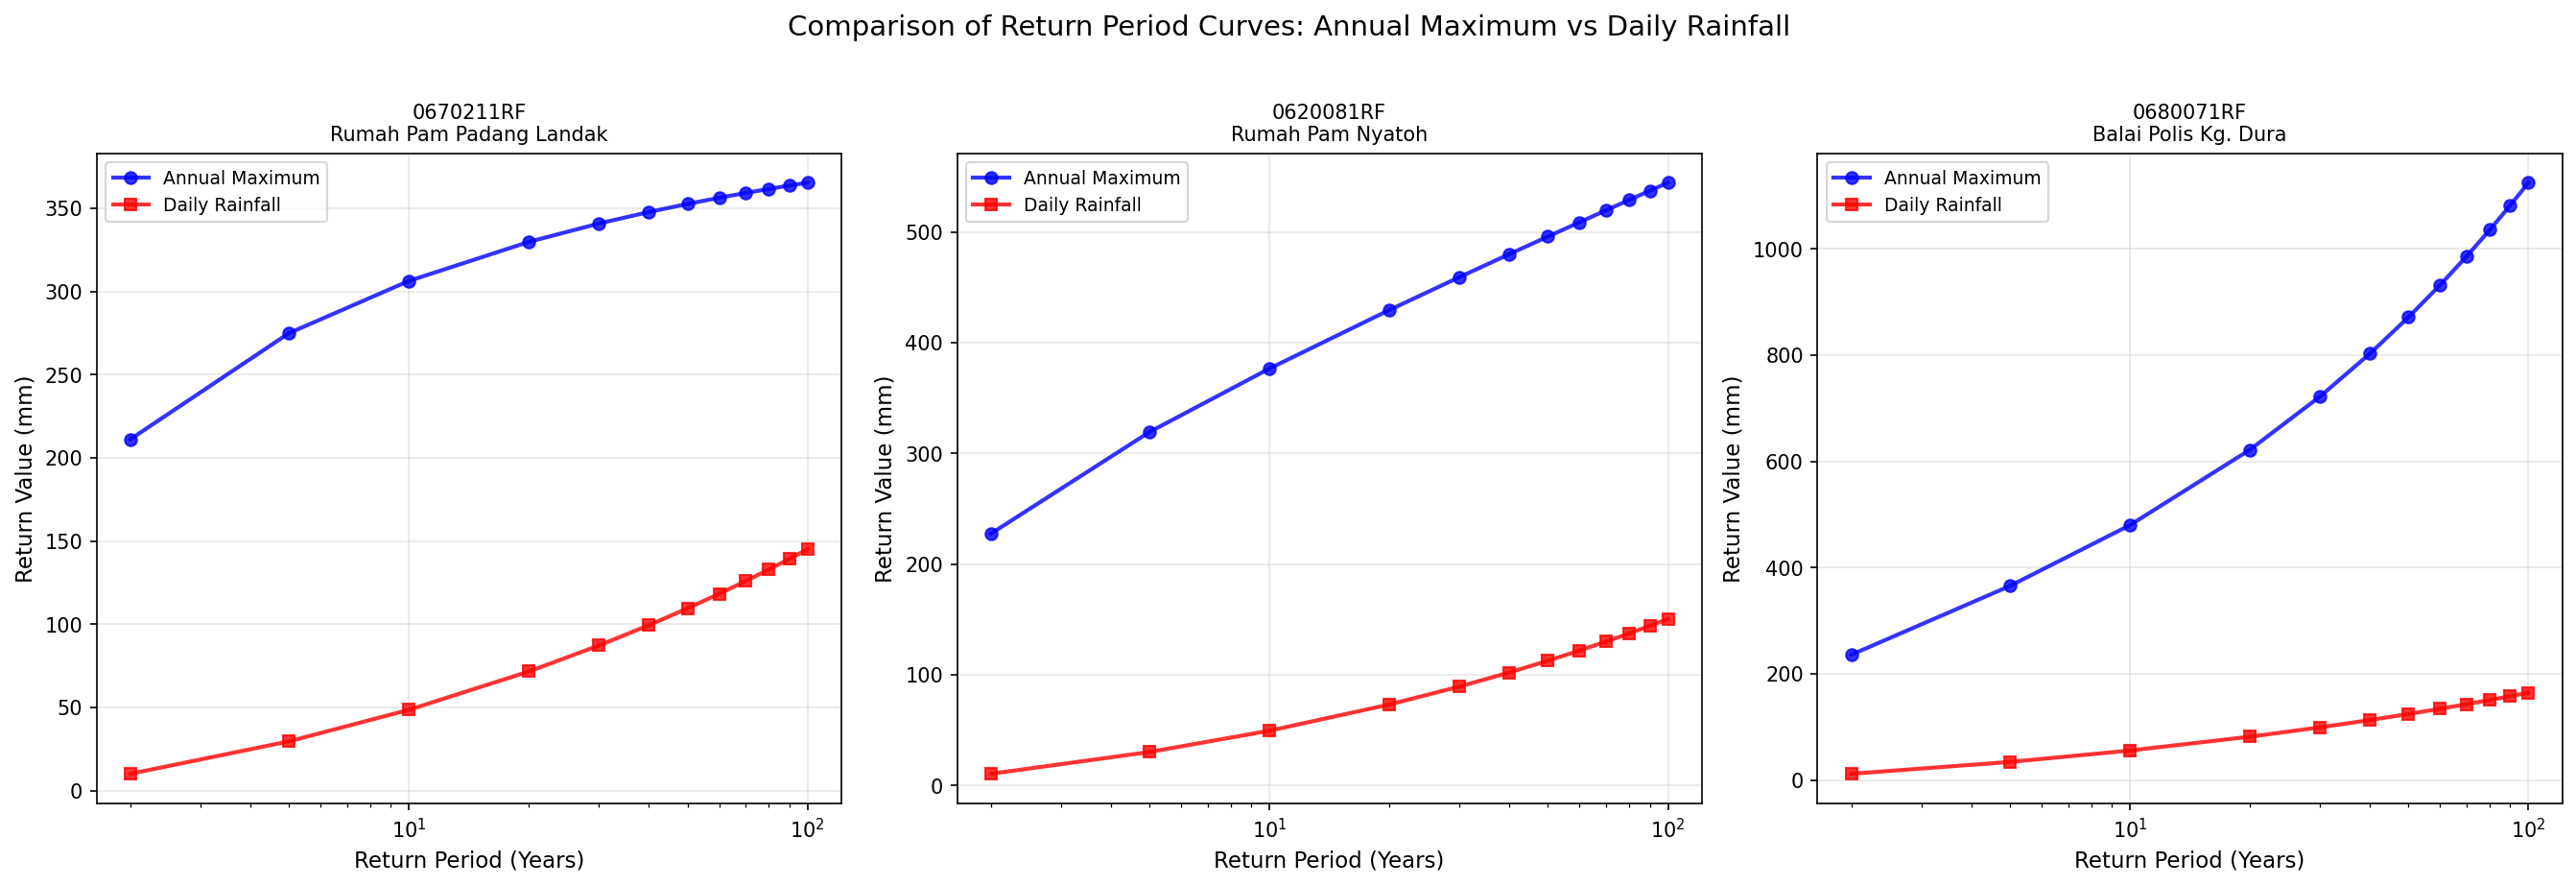 Comparison of Return Period Curves: Annual Maximum vs Daily Rainfall
0670211RF
Rumah Pam Padang Landak
Annual Maximum
Daily Rainfall
Return Value (mm)
350
300
250
200
150
100
50
0
10¹
10²
Return Period (Years)
0620081RF
Rumah Pam Nyatoh
Annual Maximum
Daily Rainfall
Return Value (mm)
500
400
300
200
100
0
10¹
10²
Return Period (Years)
0680071RF
Balai Polis Kg. Dura
Annual Maximum
Daily Rainfall
Return Value (mm)
1000
800
600
400
200
0
10¹
10²
Return Period (Years)